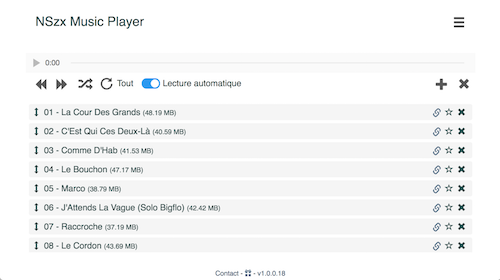 NSzx Music Player
0:00
Tout Lecture automatique
01 - La Cour Des Grands (48.19 MB)
02 - C'Est Qui Ces Deux-Là (40.59 MB)
03 - Comme D'Hab (41.53 MB)
04 - Le Bouchon (47.17 MB)
05 - Marco (38.79 MB)
06 - J'Attends La Vague (Solo Bigflo) (42.42 MB)
07 - Raccroche (37.19 MB)
08 - Le Cordon (43.69 MB)
Contact - - v1.0.0.18